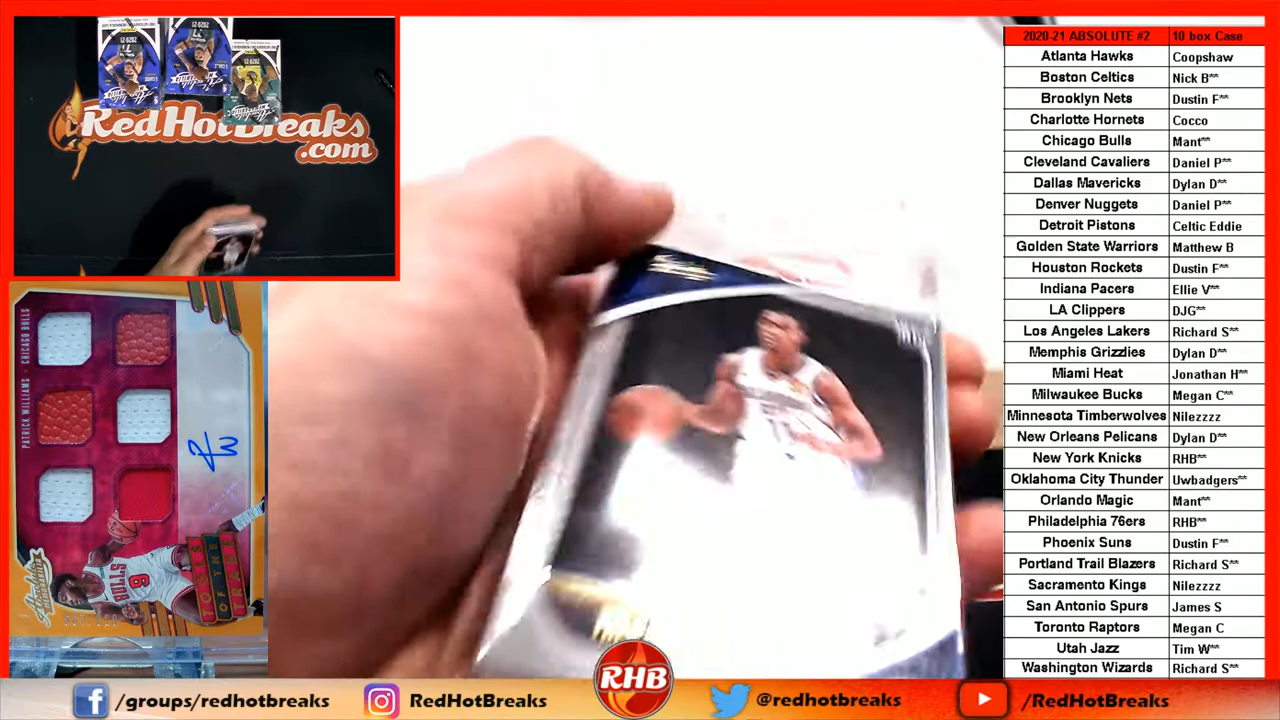 RedHotBreaks
.com
PATRICK WILLIAMS - CHICAGO BULLS
TOOLS
OF THE
TRADE
BULLS
9
2020-21 ABSOLUTE #2 10 box Case
Atlanta Hawks Coopshaw
Boston Celtics Nick B**
Brooklyn Nets Dustin F**
Charlotte Hornets Cocco
Chicago Bulls Mant**
Cleveland Cavaliers Daniel P**
Dallas Mavericks Dylan D**
Denver Nuggets Daniel P**
Detroit Pistons Celtic Eddie
Golden State Warriors Matthew B
Houston Rockets Dustin F**
Indiana Pacers Ellie V**
LA Clippers DJG**
Los Angeles Lakers Richard S**
Memphis Grizzlies Dylan D**
Miami Heat Jonathan H**
Milwaukee Bucks Megan C**
Minnesota Timberwolves Nilezzzz
New Orleans Pelicans Dylan D**
New York Knicks RHB**
Oklahoma City Thunder Uwbadgers**
Orlando Magic Mant**
Philadelphia 76ers RHB**
Phoenix Suns Dustin F**
Portland Trail Blazers Richard S**
Sacramento Kings Nilezzzz
San Antonio Spurs James S
Toronto Raptors Megan C
Utah Jazz Tim W**
Washington Wizards Richard S**
/groups/redhotbreaks
RedHotBreaks
RHB
@redhotbreaks
/RedHotBreaks